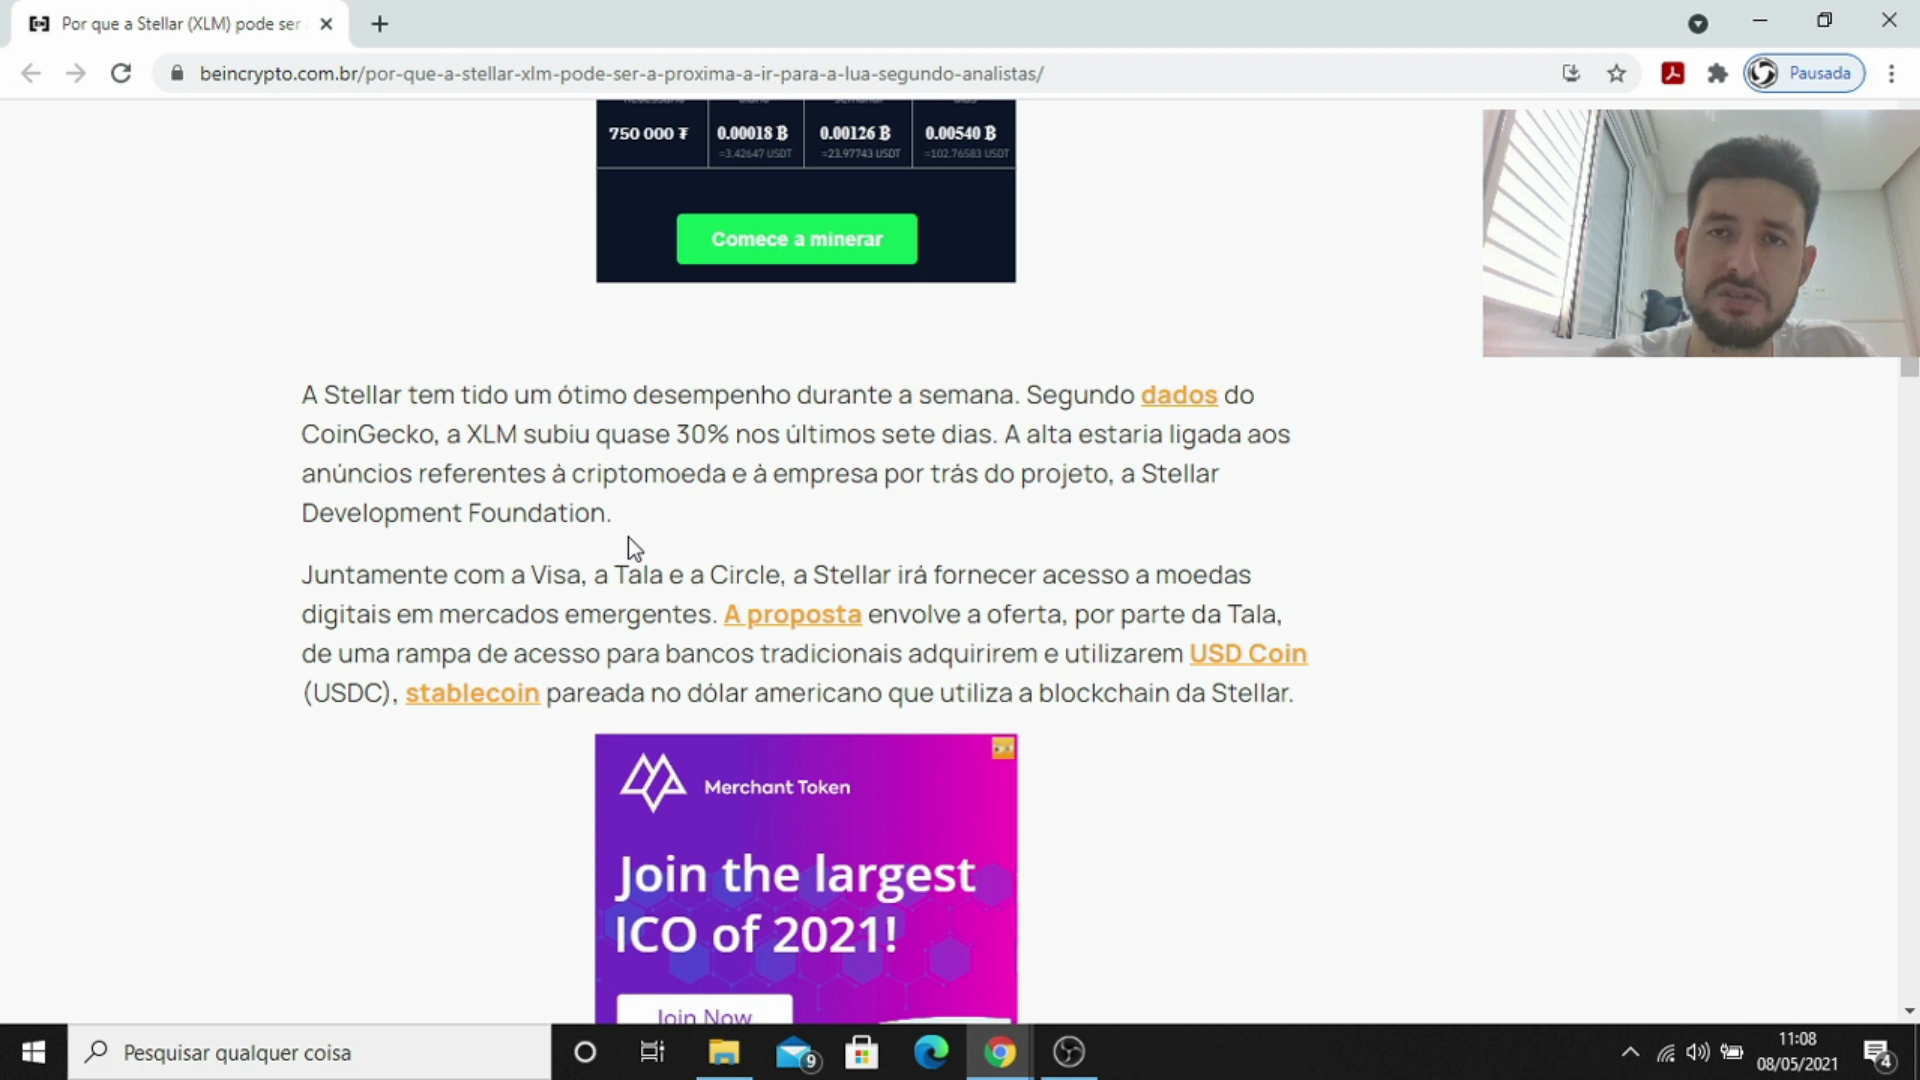 Por que a Stellar (XLM) pode ser
beincrypto.com.br/por-que-a-stellar-xlm-pode-ser-a-proxima-a-ir-para-a-lua-segundo-analistas/
Pausada
750 000 ₮ 0.00018 ₿ 0.00126 ₿ 0.00540 ₿
≈3.42647 USDT ≈23.97743 USDT ≈102.76583 USDT
Comece a minerar
A Stellar tem tido um ótimo desempenho durante a semana. Segundo dados do
CoinGecko, a XLM subiu quase 30% nos últimos sete dias. A alta estaria ligada aos
anúncios referentes à criptomoeda e à empresa por trás do projeto, a Stellar
Development Foundation.
Juntamente com a Visa, a Tala e a Circle, a Stellar irá fornecer acesso a moedas
digitais em mercados emergentes. A proposta envolve a oferta, por parte da Tala,
de uma rampa de acesso para bancos tradicionais adquirirem e utilizarem USD Coin
(USDC), stablecoin pareada no dólar americano que utiliza a blockchain da Stellar.
Merchant Token
Join the largest
ICO of 2021!
Join Now
Pesquisar qualquer coisa
9
11:08
08/05/2021
4